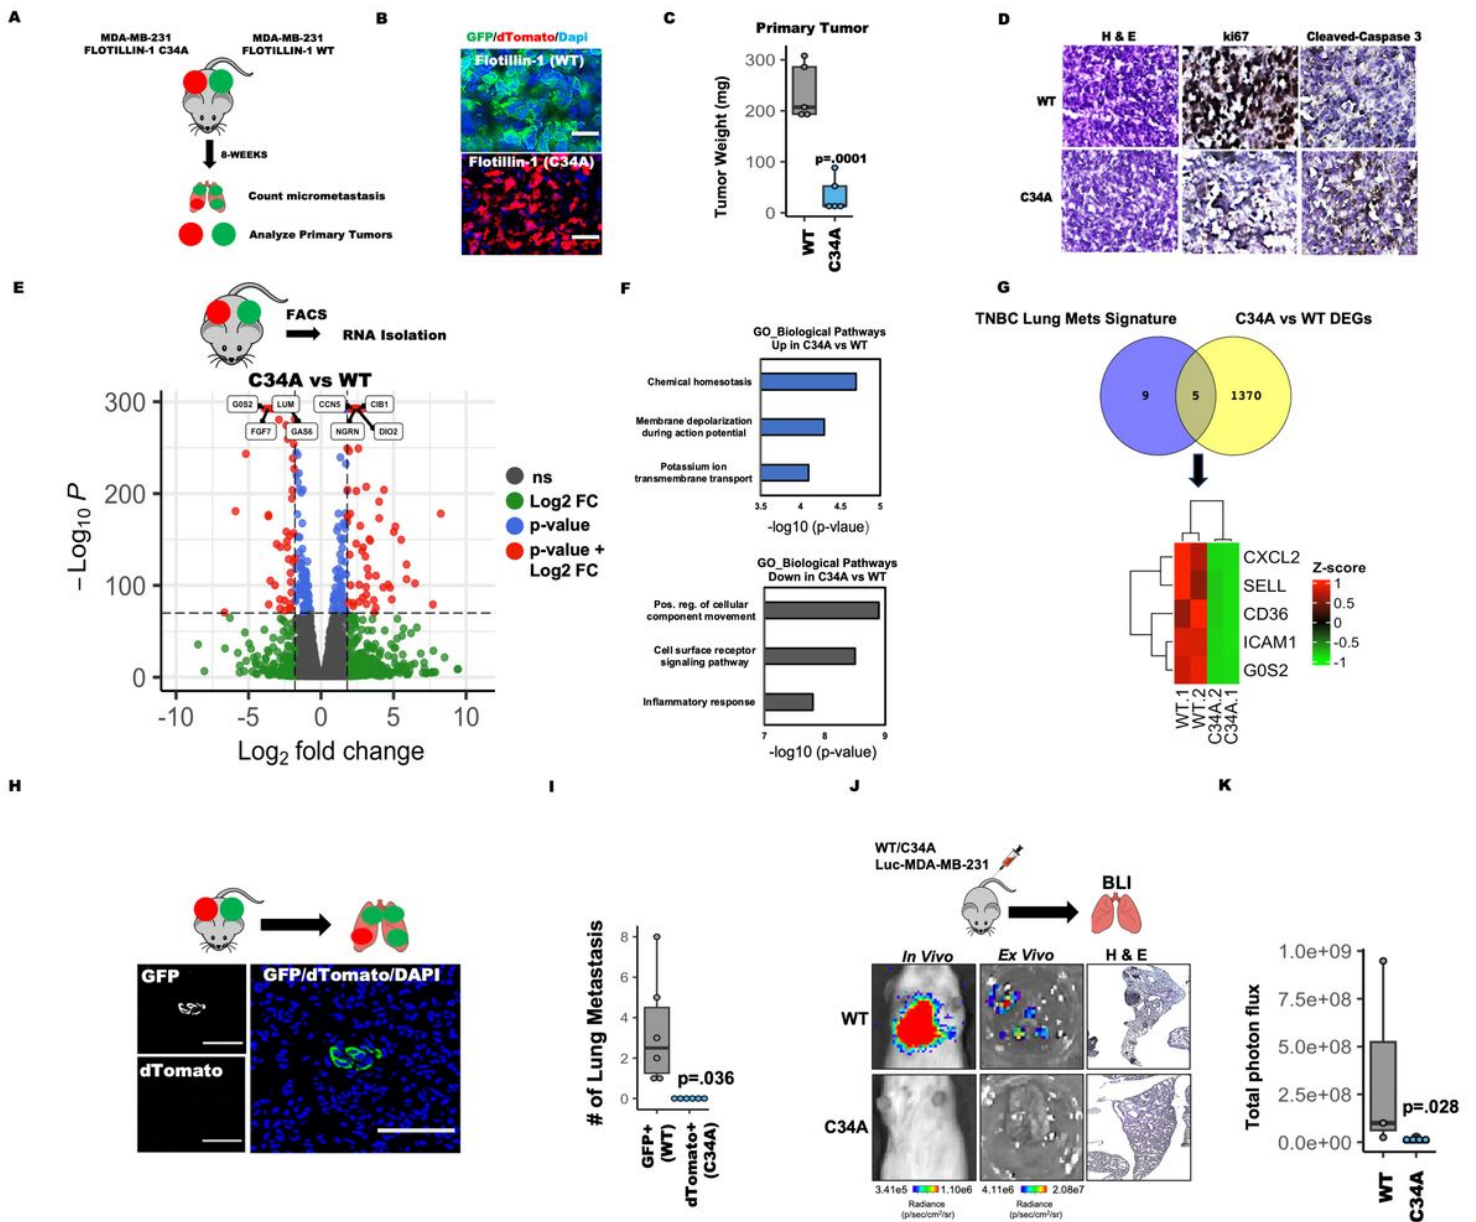 A
MDA-MB-231
FLOTILLIN-1 C34A
MDA-MB-231
FLOTILLIN-1 WT
8-WEEKS
Count micrometastasis
Analyze Primary Tumors
B
GFP/dTomato/Dapi
Flotillin-1 (WT)
Flotillin-1 (C34A)
C
Primary Tumor
Tumor Weight (mg)
300
200
100
0
p=.0001
WT
C34A
D
H & E
ki67
Cleaved-Caspase 3
WT
C34A
E
FACS
RNA Isolation
C34A vs WT
G0S2
LUM
CCN5
CIB1
FGF7
GAS6
NGRN
DIO2
– Log10 P
300
200
100
0
-10
-5
0
5
10
Log2 fold change
ns
Log2 FC
p-value
p-value +
Log2 FC
F
GO_Biological Pathways
Up in C34A vs WT
Chemical homesotasis
Membrane depolarization
during action potential
Potassium ion
transmembrane transport
3.5
4
4.5
5
-log10 (p-vlaue)
GO_Biological Pathways
Down in C34A vs WT
Pos. reg. of cellular
component movement
Cell surface receptor
signaling pathway
Inflammatory response
7
8
9
-log10 (p-value)
G
TNBC Lung Mets Signature
C34A vs WT DEGs
9
5
1370
CXCL2
SELL
CD36
ICAM1
G0S2
WT.1
WT.2
C34A.2
C34A.1
Z-score
1
0.5
0
-0.5
-1
H
GFP
dTomato
GFP/dTomato/DAPI
I
# of Lung Metastasis
8
6
4
2
0
p=.036
GFP+
(WT)
dTomato+
(C34A)
J
WT/C34A
Luc-MDA-MB-231
BLI
In Vivo
Ex Vivo
H & E
WT
C34A
3.41e5
1.10e6
Radiance
(p/sec/cm²/sr)
4.11e6
2.08e7
Radiance
(p/sec/cm²/sr)
K
Total photon flux
1.0e+09
7.5e+08
5.0e+08
2.5e+08
0.0e+00
p=.028
WT
C34A